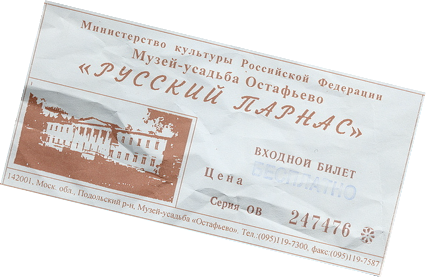 Министерство культуры Российской Федерации
Музей-усадьба Остафьево
«РУССКИЙ ПАРНАС»
ВХОДНОЙ БИЛЕТ
Цена БЕСПЛАТНО
Серия ОВ 247476
142001, Моск. обл., Подольский р-н, Музей-усадьба «Остафьево» Тел.:(095)119-7300, факс:(095)119-7587